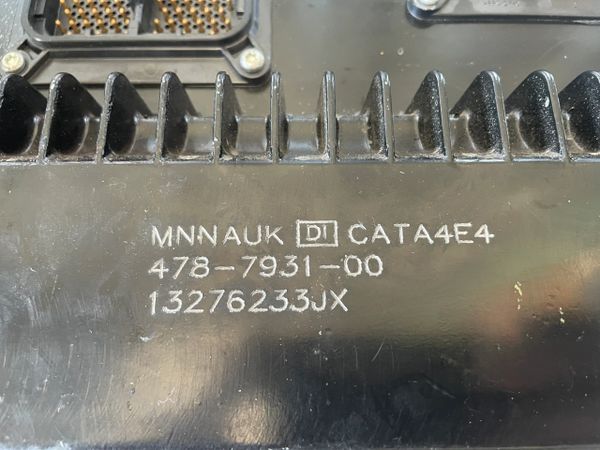 MNNAUK DI CATA4E4
478-7931-00
13276233JX